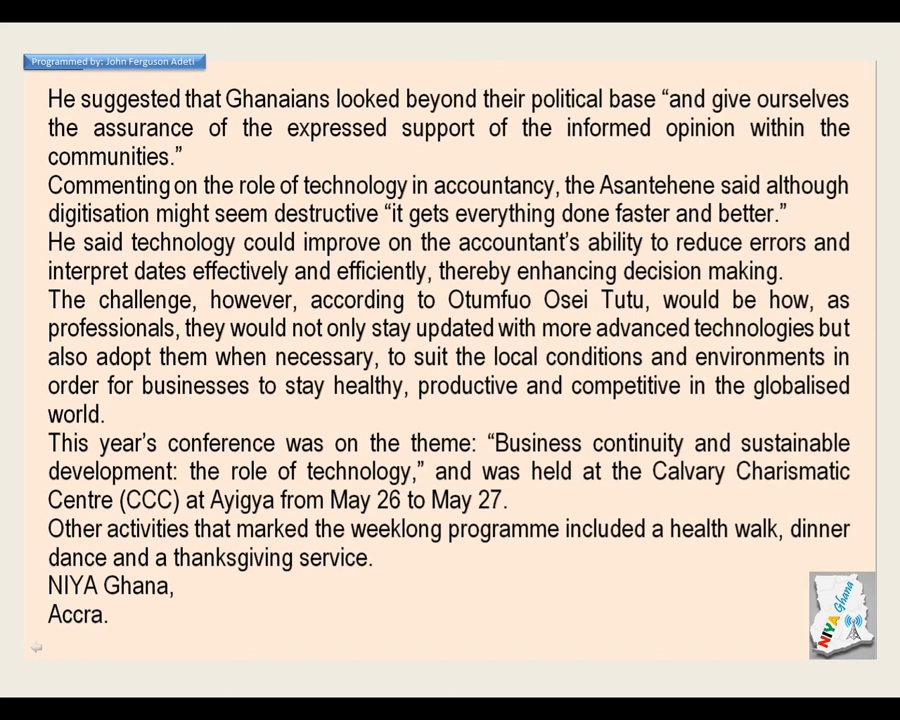 Programmed by: John Ferguson Adeti
He suggested that Ghanaians looked beyond their political base “and give ourselves
the assurance of the expressed support of the informed opinion within the
communities.”
Commenting on the role of technology in accountancy, the Asantehene said although
digitisation might seem destructive “it gets everything done faster and better.”
He said technology could improve on the accountant’s ability to reduce errors and
interpret dates effectively and efficiently, thereby enhancing decision making.
The challenge, however, according to Otumfuo Osei Tutu, would be how, as
professionals, they would not only stay updated with more advanced technologies but
also adopt them when necessary, to suit the local conditions and environments in
order for businesses to stay healthy, productive and competitive in the globalised
world.
This year’s conference was on the theme: “Business continuity and sustainable
development: the role of technology,” and was held at the Calvary Charismatic
Centre (CCC) at Ayigya from May 26 to May 27.
Other activities that marked the weeklong programme included a health walk, dinner
dance and a thanksgiving service.
NIYA Ghana,
Accra.
NIYA Ghana